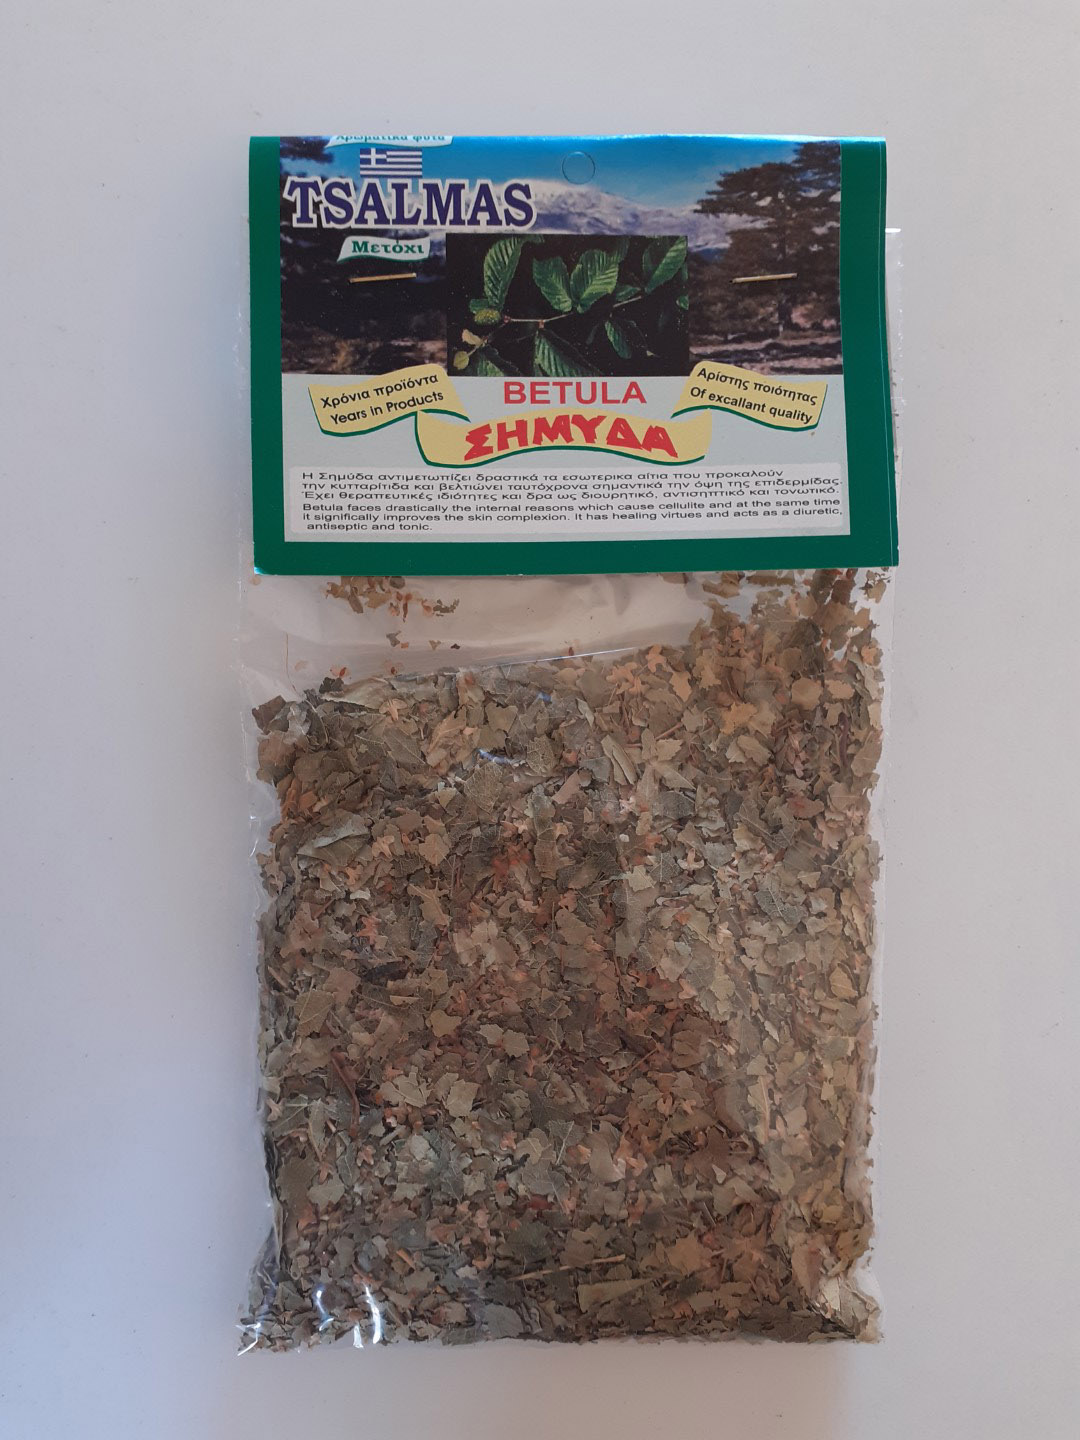 Αρωματικά φυτά
TSALMAS
Μετόχι
Χρόνια προϊόντα
Years in Products
BETULA
ΣΗΜΥΔΑ
Αρίστης ποιότητας
Of excallant quality
Η Σημύδα αντιμετωπίζει δραστικά τα εσωτερικα αίτια που προκαλούν
την κυτταρίτιδα και βελτιώνει ταυτόχρονα σημαντικά την όψη της επιδερμίδας.
Έχει θεραπευτικές ιδιότητες και δρα ως διουρητικό, αντισηπτικό και τονωτικό.
Betula faces drastically the internal reasons which cause cellulite and at the same time
it significally improves the skin complexion. It has healing virtues and acts as a diuretic,
antiseptic and tonic.